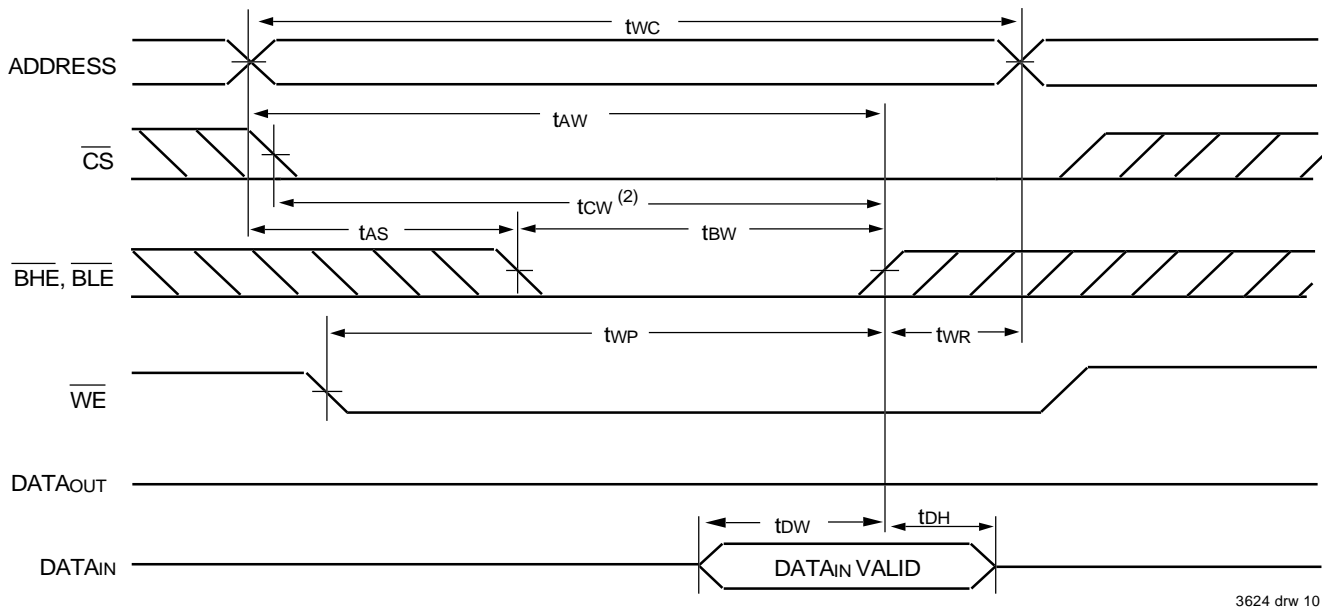 tWC
ADDRESS
tAW
CS
tCW (2)
tAS
tBW
BHE, BLE
tWP
tWR
WE
DATAOUT
tDW
tDH
DATAIN
DATAIN VALID
3624 drw 10